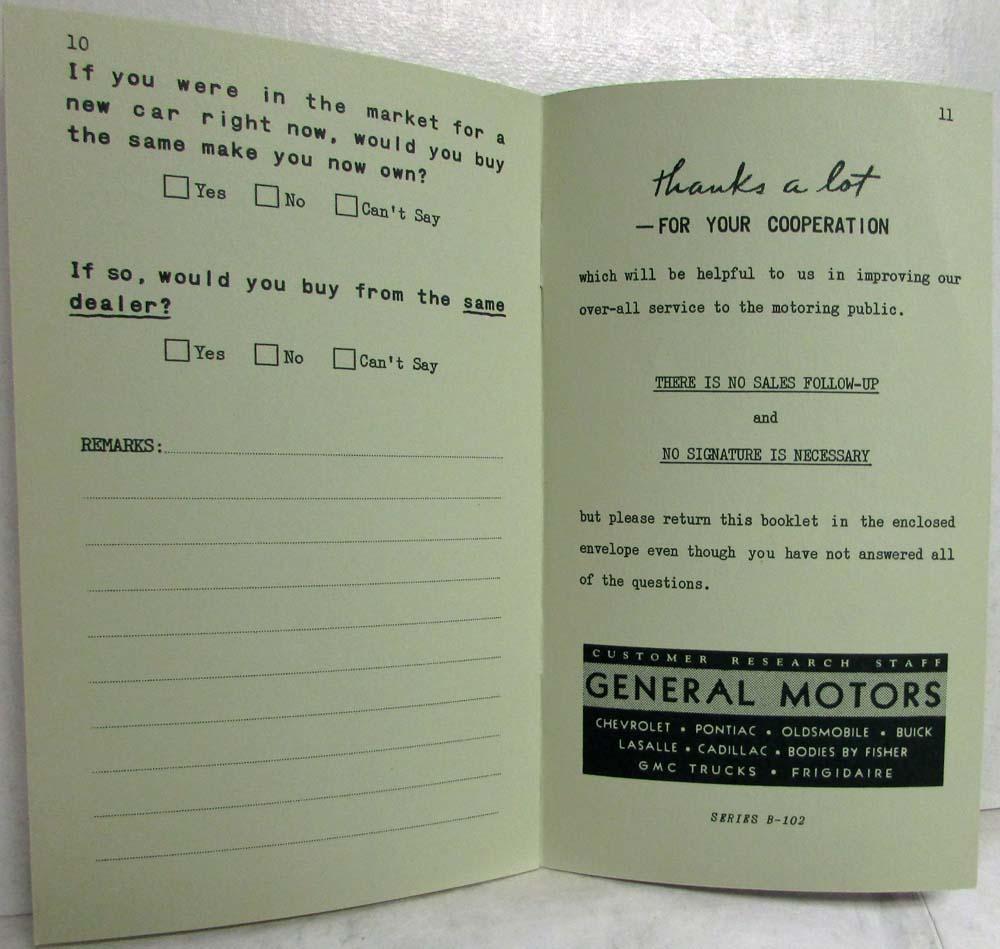 10
If you were in the market for a
new car right now, would you buy
the same make you now own?
Yes No Can't Say
If so, would you buy from the same
dealer?
Yes No Can't Say
REMARKS:
11
thanks a lot
—FOR YOUR COOPERATION
which will be helpful to us in improving our
over-all service to the motoring public.
THERE IS NO SALES FOLLOW-UP
and
NO SIGNATURE IS NECESSARY
but please return this booklet in the enclosed
envelope even though you have not answered all
of the questions.
CUSTOMER RESEARCH STAFF
GENERAL MOTORS
CHEVROLET • PONTIAC • OLDSMOBILE • BUICK
LASALLE • CADILLAC • BODIES BY FISHER
GMC TRUCKS • FRIGIDAIRE
SERIES B-102